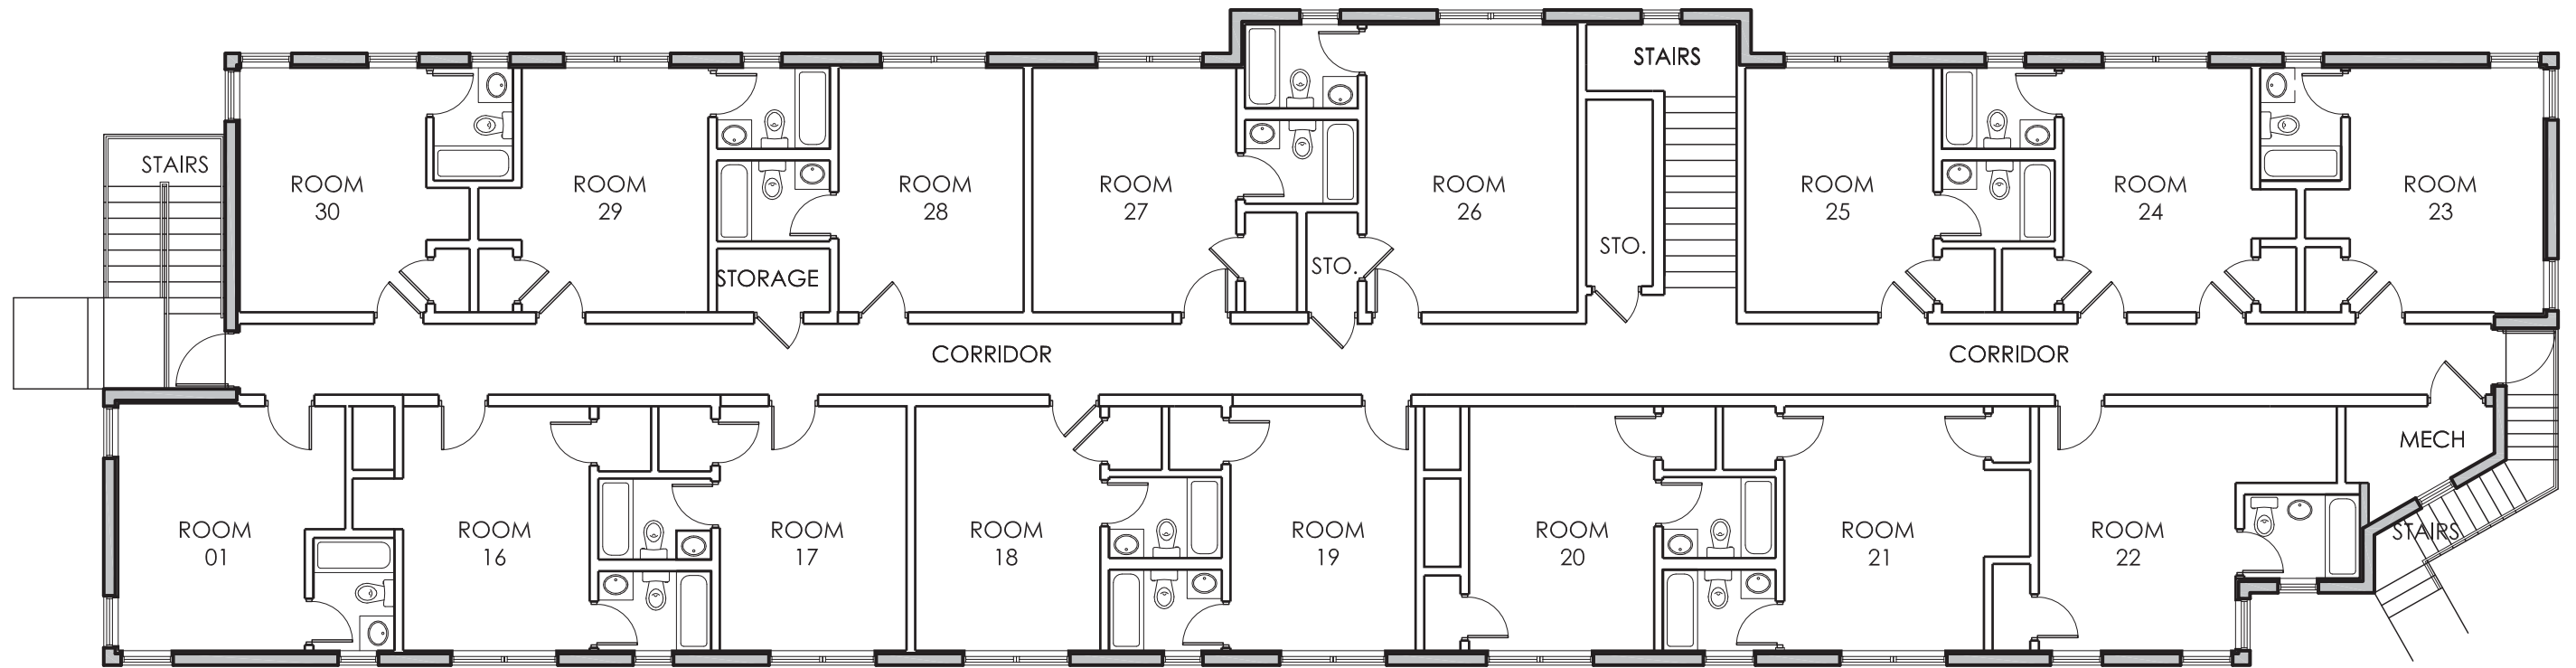 STAIRS
STAIRS
ROOM
30
ROOM
29
ROOM
28
ROOM
27
ROOM
26
ROOM
25
ROOM
24
ROOM
23
STORAGE
STO.
STO.
CORRIDOR
CORRIDOR
MECH
ROOM
01
ROOM
16
ROOM
17
ROOM
18
ROOM
19
ROOM
20
ROOM
21
ROOM
22
STAIRS